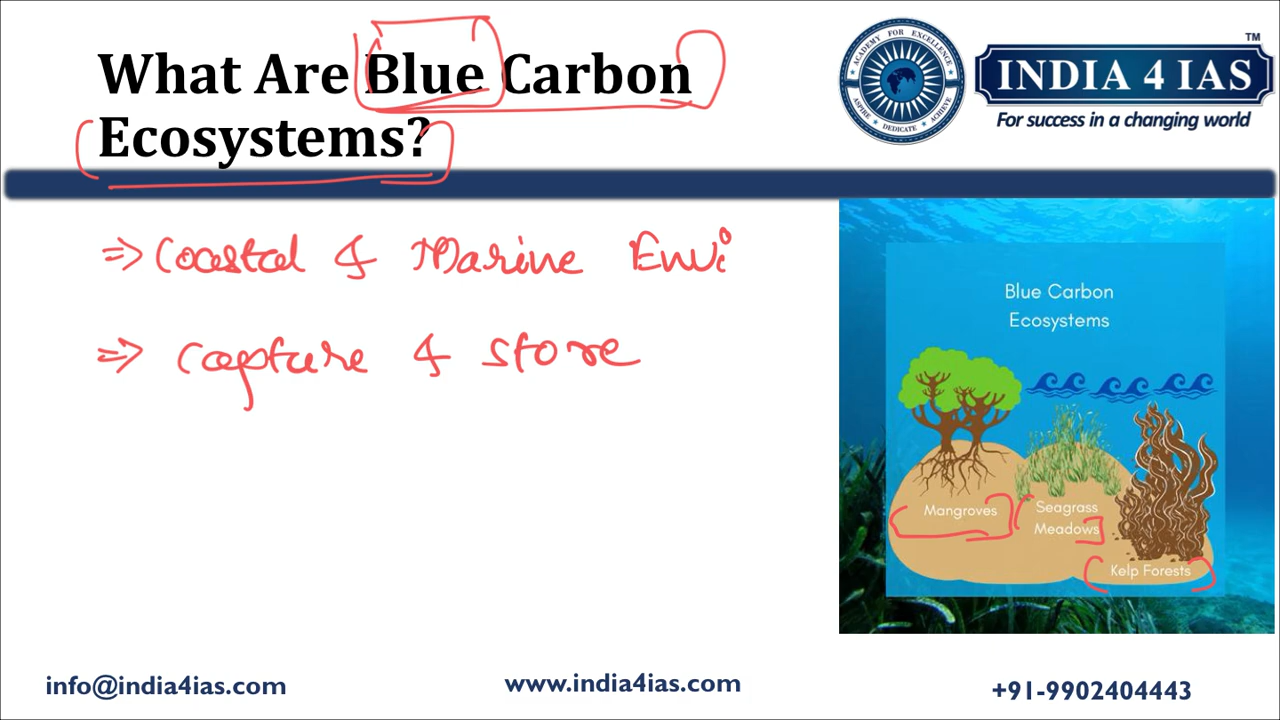 What Are Blue Carbon
Ecosystems?
ACADEMY FOR EXCELLENCE
ASPIRE DEDICATE ACHIEVE
INDIA 4 IAS
TM
For success in a changing world
⇒ Coastal & Marine Envi
⇒ Capture & store
Blue Carbon
Ecosystems
Mangroves
Seagrass
Meadows
Kelp Forests
info@india4ias.com
www.india4ias.com
+91-9902404443